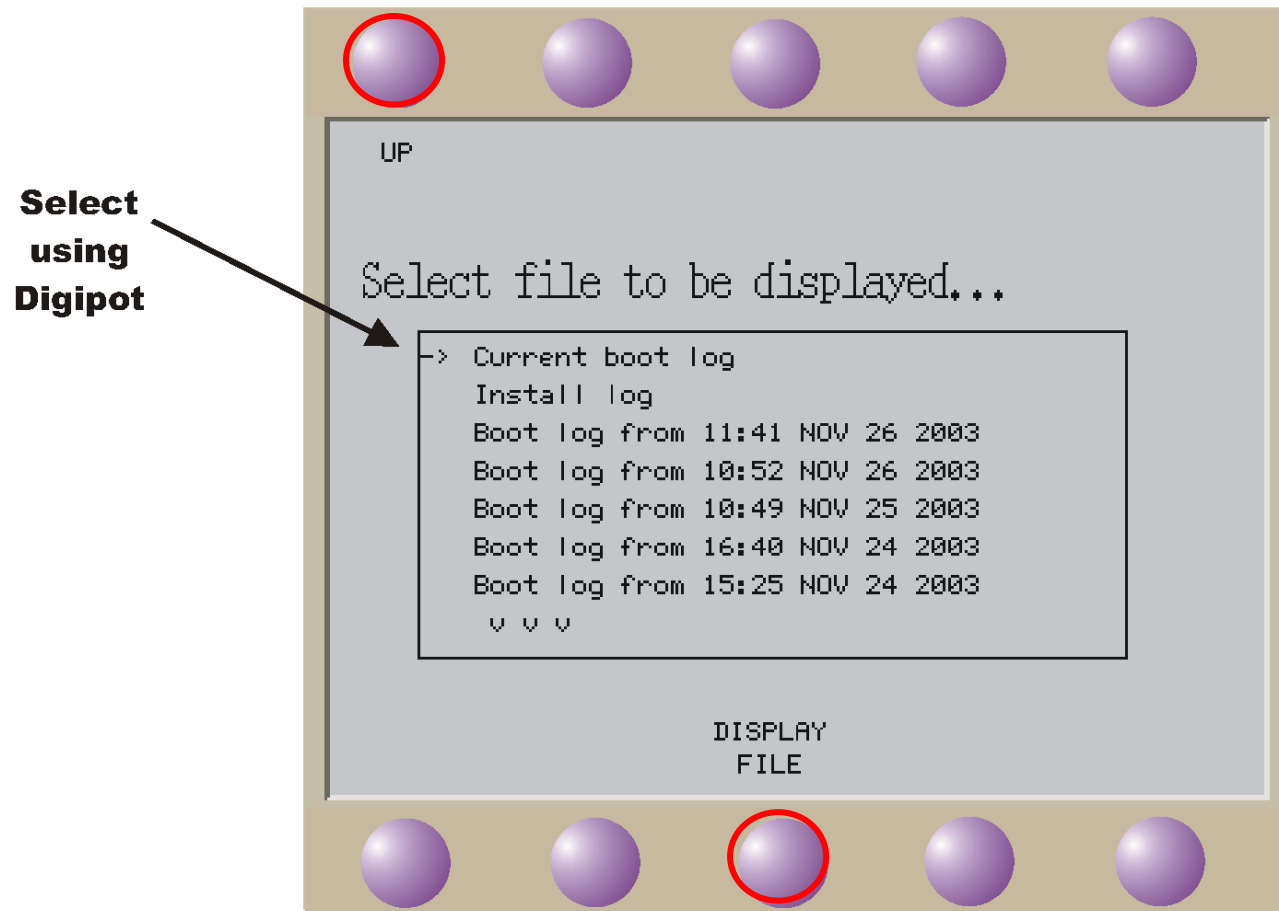 UP
Select
using
Digipot
Select file to be displayed...
-> Current boot log
Install log
Boot log from 11:41 NOV 26 2003
Boot log from 10:52 NOV 26 2003
Boot log from 10:49 NOV 25 2003
Boot log from 16:40 NOV 24 2003
Boot log from 15:25 NOV 24 2003
v v v
DISPLAY
FILE